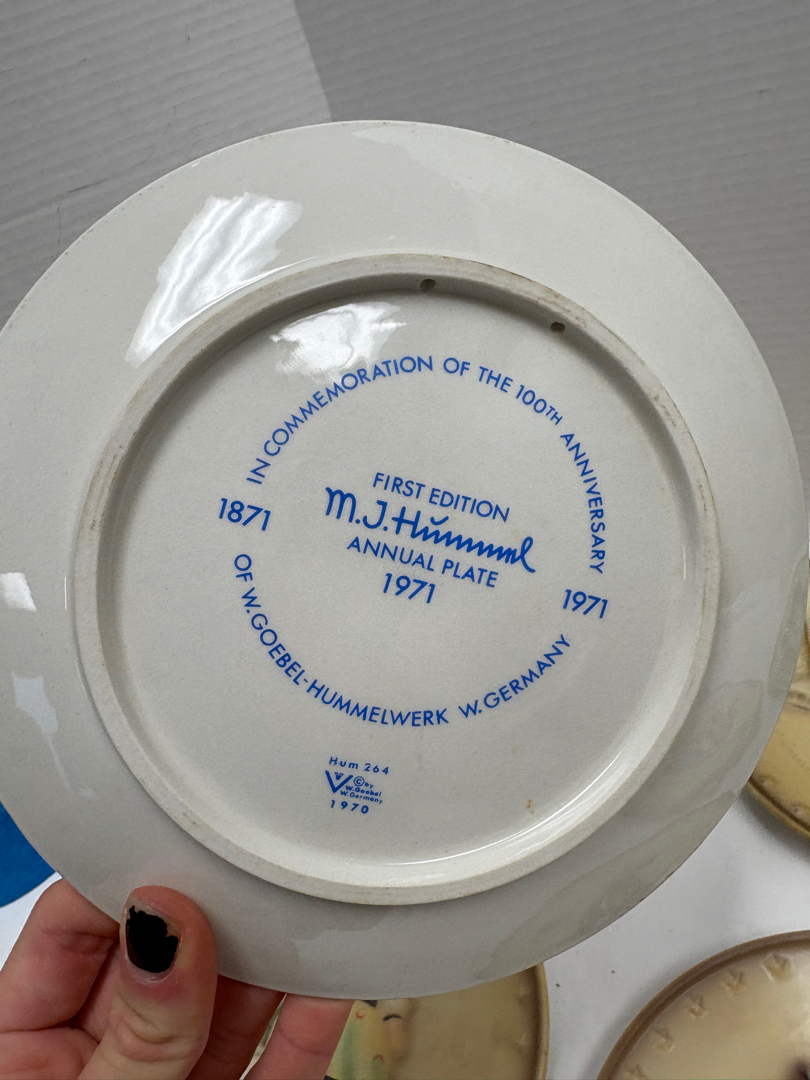 IN COMMEMORATION OF THE 100TH ANNIVERSARY
1871
1971
OF W.GOEBEL-HUMMELWERK W.GERMANY
FIRST EDITION
M.J.Hummel
ANNUAL PLATE
1971
Hum 264
© by
W.Goebel
W.Germany
1970